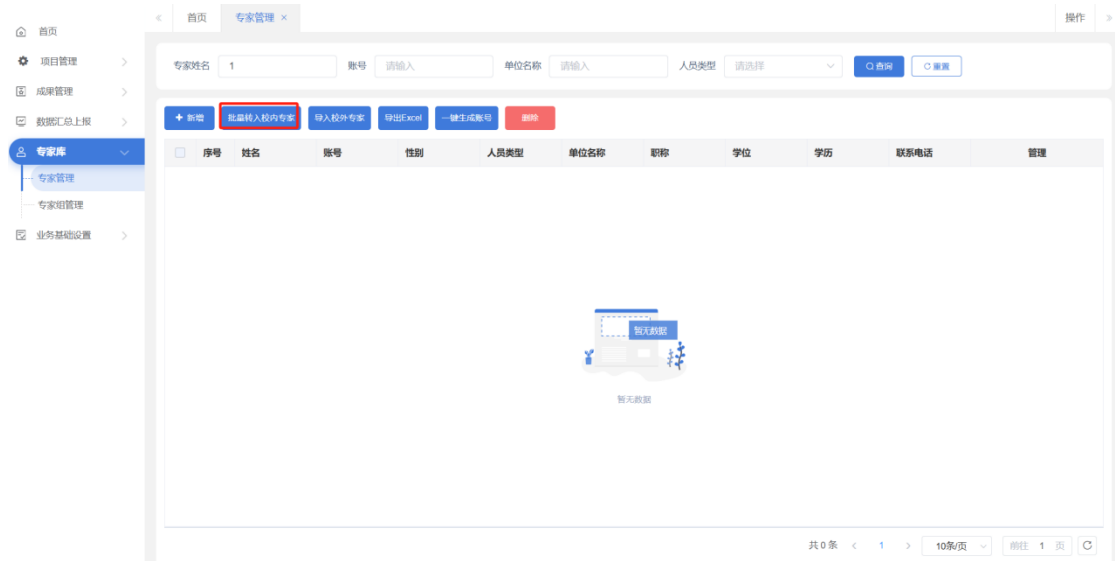 首页
项目管理
成果管理
数据汇总上报
专家库
专家管理
专家组管理
业务基础设置
首页 专家管理 × 操作
专家姓名 1 账号 请输入 单位名称 请输入 人员类型 请选择 查询 重置
+ 新增 批量转入校内专家 导入校外专家 导出Excel 一键生成账号 删除
序号 姓名 账号 性别 人员类型 单位名称 职称 学位 学历 联系电话 管理
暂无数据
暂无数据
共 0 条 < 1 > 10条/页 前往 1 页